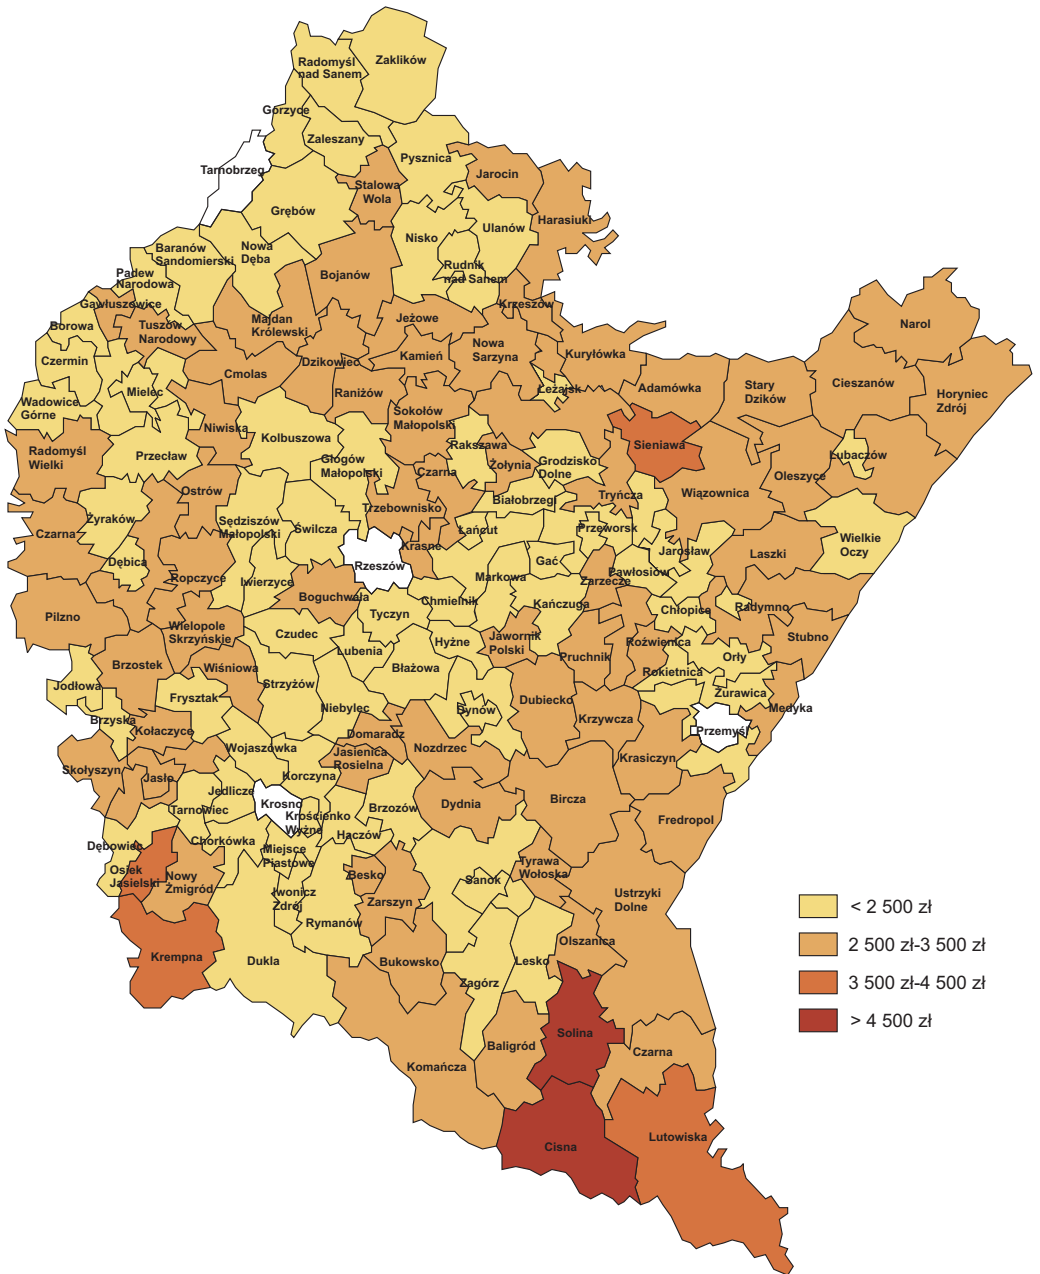 Radomyśl
nad Sanem
Zaklików
Gorzyce
Zaleszany
Pysznica
Tarnobrzeg
Stalowa
Wola
Jarocin
Grębów
Harasiuki
Ulanów
Nisko
Baranów
Sandomierski
Nowa
Dęba
Rudnik
nad Sanem
Bojanów
Padew
Narodowa
Gawłuszowice
Krzeszów
Borowa
Tuszów
Narodowy
Majdan
Królewski
Jeżowe
Narol
Czermin
Dzikowiec
Kamień
Nowa
Sarzyna
Kuryłówka
Cmolas
Mielec
Raniżów
Leżajsk
Adamówka
Stary
Dzików
Cieszanów
Horyniec
Zdrój
Wadowice
Górne
Sokołów
Małopolski
Niwiska
Kolbuszowa
Rakszawa
Sieniawa
Radomyśl
Wielki
Przecław
Głogów
Małopolski
Czarna
Żołynia
Grodzisko
Dolne
Lubaczów
Oleszyce
Ostrów
Wiązownica
Tryńcza
Białobrzegi
Trzebownisko
Żyraków
Sędziszów
Małopolski
Świlcza
Łańcut
Przeworsk
Czarna
Wielkie
Oczy
Krasne
Jarosław
Laszki
Dębica
Rzeszów
Gać
Pawłosiów
Ropczyce
Iwierzyce
Markowa
Zarzecze
Boguchwała
Chmielnik
Kańczuga
Chłopice
Radymno
Pilzno
Tyczyn
Wielopole
Skrzyńskie
Czudec
Hyżne
Jawornik
Polski
Roźwienica
Stubno
Lubenia
Pruchnik
Orły
Brzostek
Wiśniowa
Błażowa
Rokietnica
Jodłowa
Frysztak
Strzyżów
Żurawica
Dubiecko
Niebylec
Dynów
Medyka
Brzyska
Krzywcza
Kołaczyce
Domaradz
Przemyśl
Wojaszówka
Jasienica
Rosielna
Nozdrzec
Krasiczyn
Skołyszyn
Jasło
Korczyna
Jedlicze
Bircza
Tarnowiec
Krosno
Krościenko
Wyżne
Brzozów
Dydnia
Fredropol
Haczów
Dębowiec
Chorkówka
Miejsce
Piastowe
Osiek
Jasielski
Nowy
Żmigród
Besko
Tyrawa
Wołoska
Sanok
Iwonicz
Zdrój
Zarszyn
Ustrzyki
Dolne
< 2 500 zł
Rymanów
2 500 zł-3 500 zł
Olszanica
Krempna
Dukla
Bukowsko
Lesko
3 500 zł-4 500 zł
Zagórz
> 4 500 zł
Solina
Baligród
Czarna
Komańcza
Lutowiska
Cisna